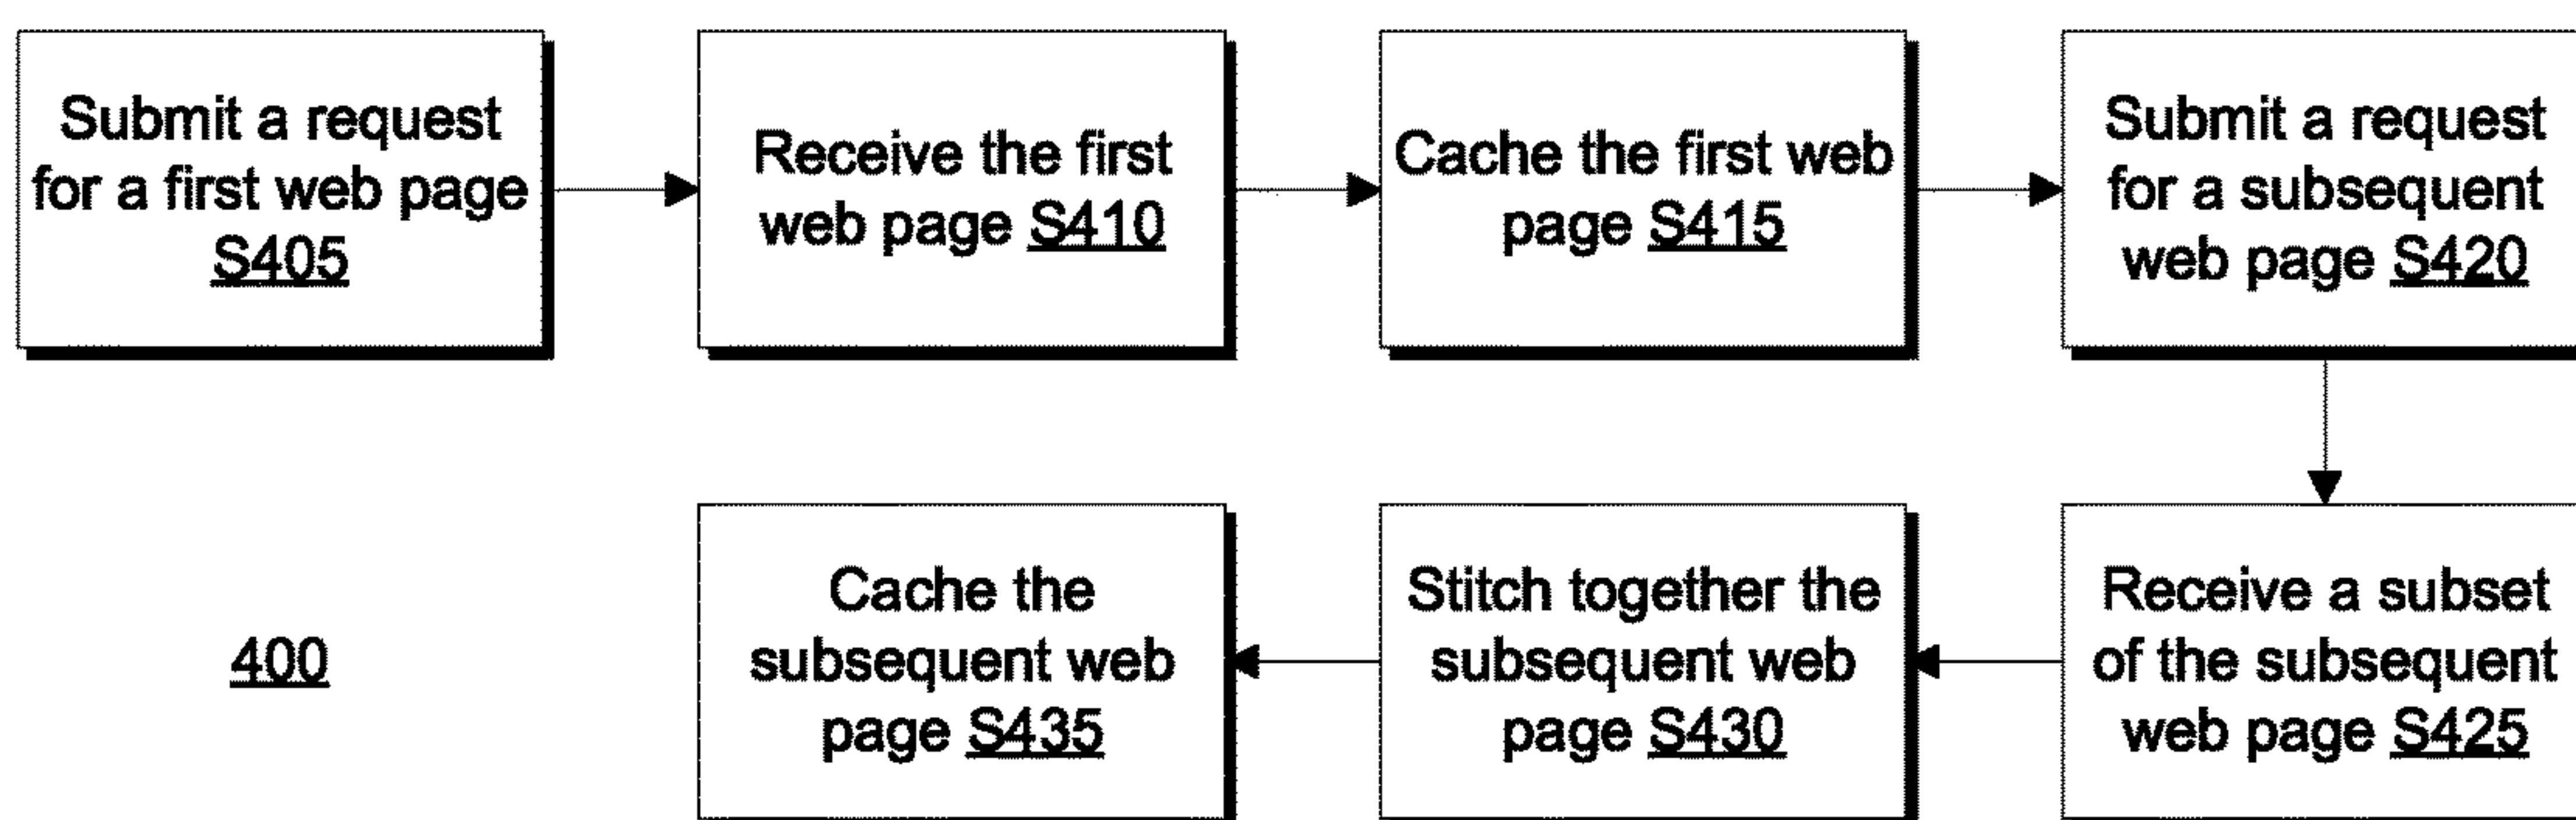 Submit a request
for a first web page
S405
Receive the first
web page S410
Cache the first web
page S415
Submit a request
for a subsequent
web page S420
Receive a subset
of the subsequent
web page S425
Stitch together the
subsequent web
page S430
Cache the
subsequent web
page S435
400